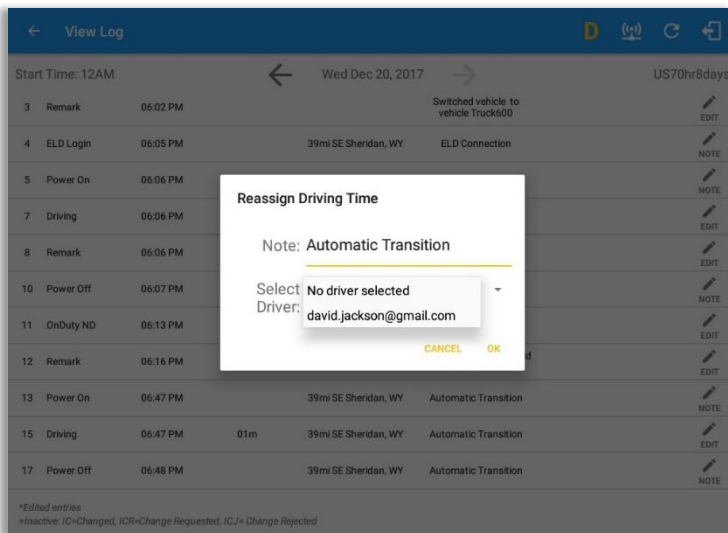 View Log
D
Start Time: 12AM Wed Dec 20, 2017 US70hr8days
3 Remark 06:02 PM Switched vehicle to vehicle Truck600 EDIT
4 ELD Login 06:05 PM 39mi SE Sheridan, WY ELD Connection NOTE
5 Power On 06:06 PM NOTE
7 Driving 06:06 PM EDIT
8 Remark 06:06 PM EDIT
10 Power Off 06:07 PM NOTE
11 OnDuty ND 06:13 PM EDIT
12 Remark 06:16 PM d EDIT
Reassign Driving Time
Note: Automatic Transition
Select Driver:
No driver selected
david.jackson@gmail.com
CANCEL OK
13 Power On 06:47 PM 39mi SE Sheridan, WY Automatic Transition NOTE
15 Driving 06:47 PM 01m 39mi SE Sheridan, WY Automatic Transition EDIT
17 Power Off 06:48 PM 39mi SE Sheridan, WY Automatic Transition NOTE
*Edited entries
+Inactive: IC=Changed, ICR=Change Requested, ICJ= Change Rejected